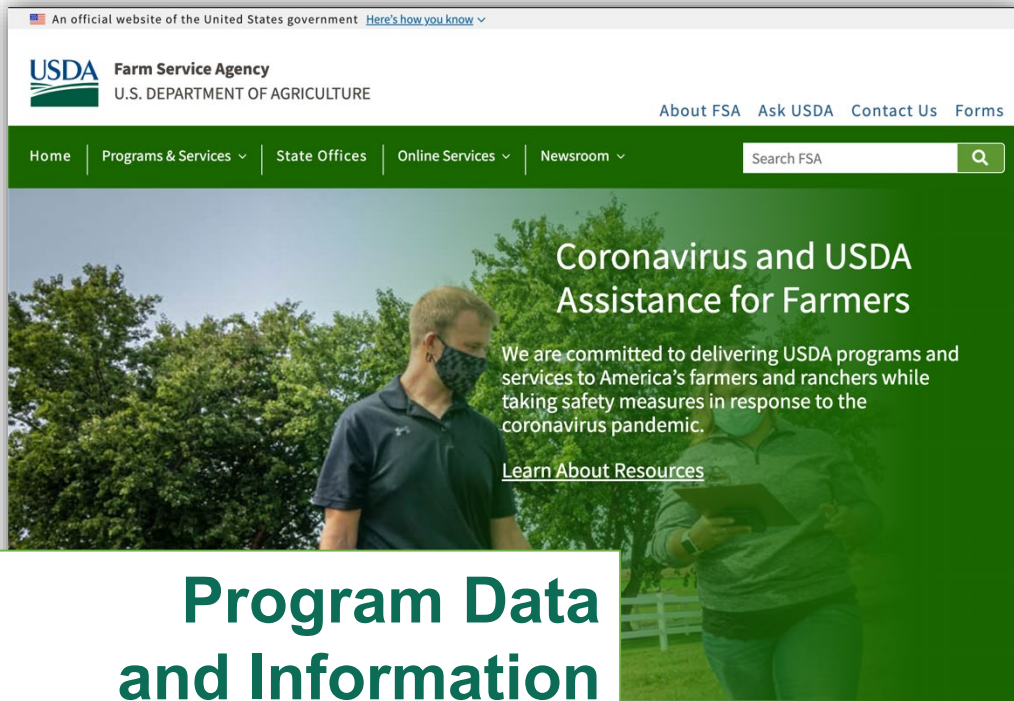 An official website of the United States government Here's how you know
USDA
Farm Service Agency
U.S. DEPARTMENT OF AGRICULTURE
About FSA Ask USDA Contact Us Forms
Home Programs & Services State Offices Online Services Newsroom Search FSA
Coronavirus and USDA
Assistance for Farmers
We are committed to delivering USDA programs and
services to America's farmers and ranchers while
taking safety measures in response to the
coronavirus pandemic.
Learn About Resources
Program Data
and Information